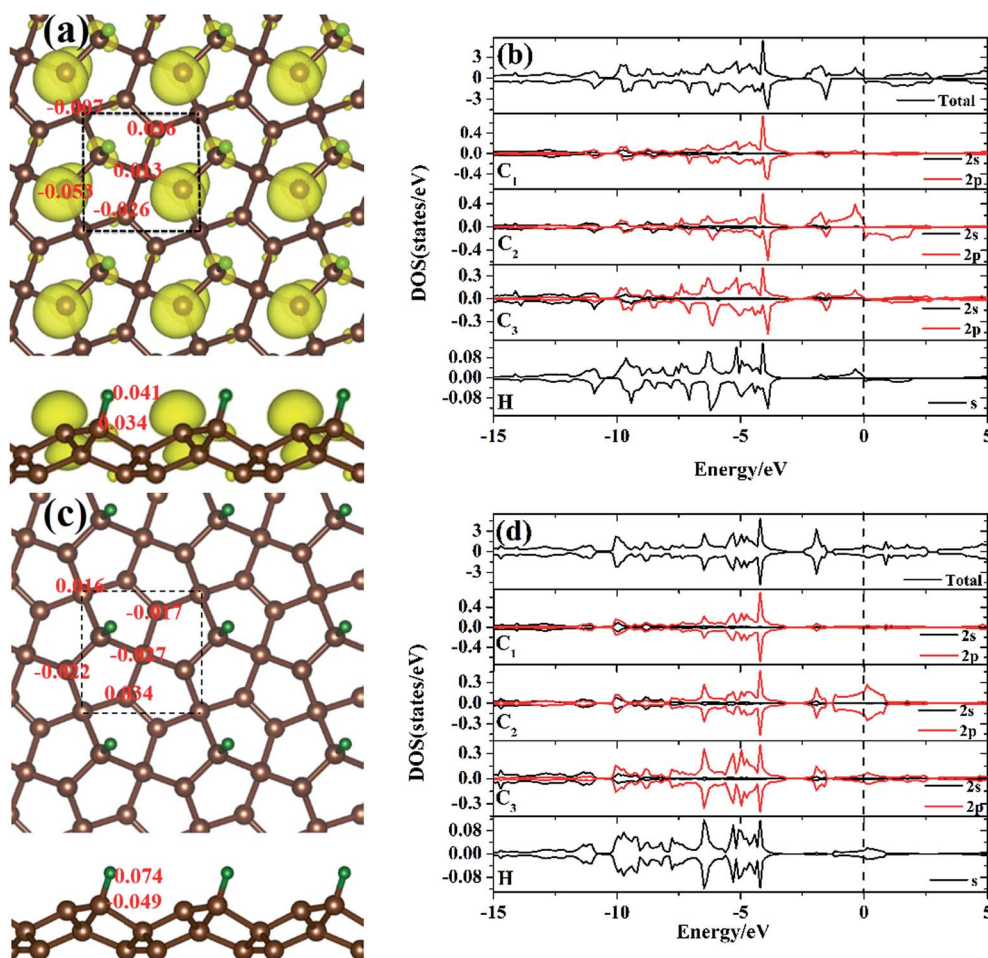 (a)
-0.007
0.036
0.013
-0.053
-0.026
0.041
0.034
(b)
3
0
-3
Total
0.4
0.0
-0.4
C1
2s
2p
0.4
0.0
-0.4
C2
2s
2p
0.3
0.0
-0.3
C3
2s
2p
0.08
0.00
-0.08
H
s
DOS(states/eV)
-15 -10 -5 0 5
Energy/eV
(c)
0.016
-0.017
-0.027
-0.022
0.034
0.074
-0.049
(d)
3
0
-3
Total
0.4
0.0
-0.4
C1
2s
2p
0.3
0.0
-0.3
C2
2s
2p
0.3
0.0
-0.3
C3
2s
2p
0.08
0.00
-0.08
H
s
DOS(states/eV)
-15 -10 -5 0 5
Energy/eV